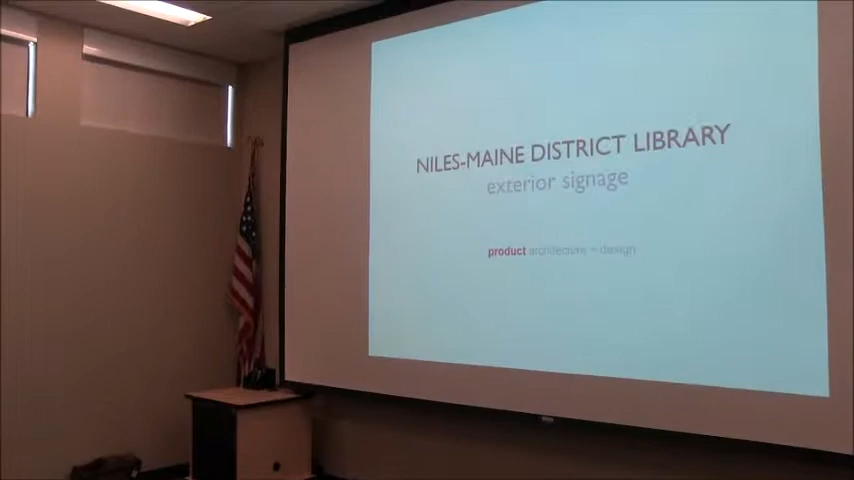 NILES-MAINE DISTRICT LIBRARY
exterior signage
product architecture + design